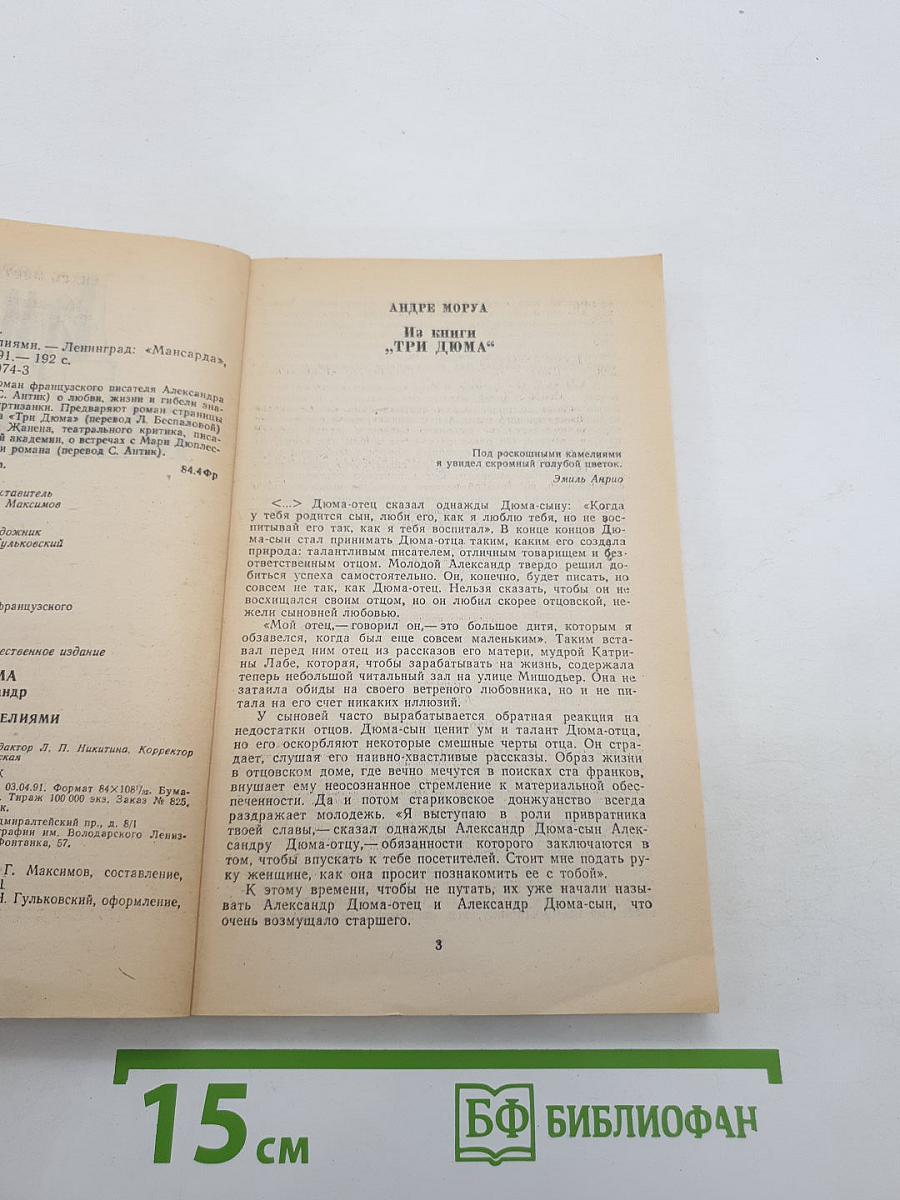 лиями. — Ленинград: «Мансарда»,
91.— 192 с.
974-3
оман французского писателя Александра
С. Антик) о любви, жизни и гибели зна-
уртизанки. Предваряют роман страницы
а «Три Дюма» (перевод Л. Беспаловой)
Жанена, театрального критика, писа-
й академии, о встречах с Мари Дюплес-
и романа (перевод С. Антик).
84.4Фр
ставитель
Максимов
дожник
Гульковский
французского
ественное издание
МА
ндр
ЕЛИЯМИ
дактор Л. П. Никитина, Корректор
ская
03.04.91. Формат 84×108¹/₃₂. Бума-
. Тираж 100 000 экз. Заказ № 825,
к.
дмиралтейский пр., д. 8/1
ографии им. Володарского Лениз-
Фонтанка, 57.
Г. Максимов, составление,
1
Н. Гульковский, оформление,
АНДРЕ МОРУА
Из книги
„ТРИ ДЮМА“
Под роскошными камелиями
я увидел скромный голубой цветок.
Эмиль Анрио
<...> Дюма-отец сказал однажды Дюма-сыну: «Когда
у тебя родится сын, люби его, как я люблю тебя, но не вос-
питывай его так, как я тебя воспитал». В конце концов Дю-
ма-сын стал принимать Дюма-отца таким, каким его создала
природа: талантливым писателем, отличным товарищем и без-
ответственным отцом. Молодой Александр твердо решил до-
биться успеха самостоятельно. Он, конечно, будет писать, но
совсем не так, как Дюма-отец. Нельзя сказать, чтобы он не
восхищался своим отцом, но он любил скорее отцовской, не-
жели сыновней любовью.
«Мой отец,— говорил он,— это большое дитя, которым я
обзавелся, когда был еще совсем маленьким». Таким вста-
вал перед ним отец из рассказов его матери, мудрой Катри-
ны Лабе, которая, чтобы зарабатывать на жизнь, содержала
теперь небольшой читальный зал на улице Мишодьер. Она не
затаила обиды на своего ветреного любовника, но и не пи-
тала на его счет никаких иллюзий.
У сыновей часто вырабатывается обратная реакция на
недостатки отцов. Дюма-сын ценит ум и талант Дюма-отца,
но его оскорбляют некоторые смешные черты отца. Он стра-
дает, слушая его наивно-хвастливые рассказы. Образ жизни
в отцовском доме, где вечно мечутся в поисках ста франков,
внушает ему неосознанное стремление к материальной обес-
печенности. Да и потом стариковское донжуанство всегда
раздражает молодежь. «Я выступаю в роли привратника
твоей славы,— сказал однажды Александр Дюма-сын Алек-
сандру Дюма-отцу,— обязанности которого заключаются в
том, чтобы впускать к тебе посетителей. Стоит мне подать ру-
ку женщине, как она просит познакомить ее с тобой».
К этому времени, чтобы не путать, их уже начали назы-
вать Александр Дюма-отец и Александр Дюма-сын, что
очень возмущало старшего.
3
15 см
БФ БИБЛИОФАН